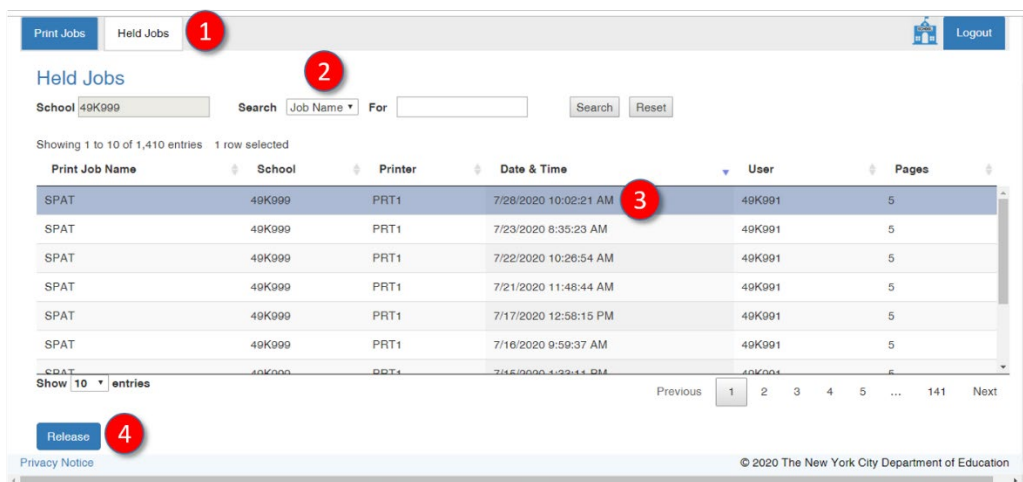 Print Jobs Held Jobs 1 Logout
2
Held Jobs
School 49K999 Search Job Name For Search Reset
Showing 1 to 10 of 1,410 entries 1 row selected
Print Job Name School Printer Date & Time User Pages
SPAT 49K999 PRT1 7/28/2020 10:02:21 AM 3 49K991 5
SPAT 49K999 PRT1 7/23/2020 8:35:23 AM 49K991 5
SPAT 49K999 PRT1 7/22/2020 10:26:54 AM 49K991 5
SPAT 49K999 PRT1 7/21/2020 11:48:44 AM 49K991 5
SPAT 49K999 PRT1 7/17/2020 12:58:15 PM 49K991 5
SPAT 49K999 PRT1 7/16/2020 9:59:37 AM 49K991 5
SPAT 49K999 PRT1 49K991 5
Show 10 entries
Previous 1 2 3 4 5 ... 141 Next
Release 4
Privacy Notice © 2020 The New York City Department of Education